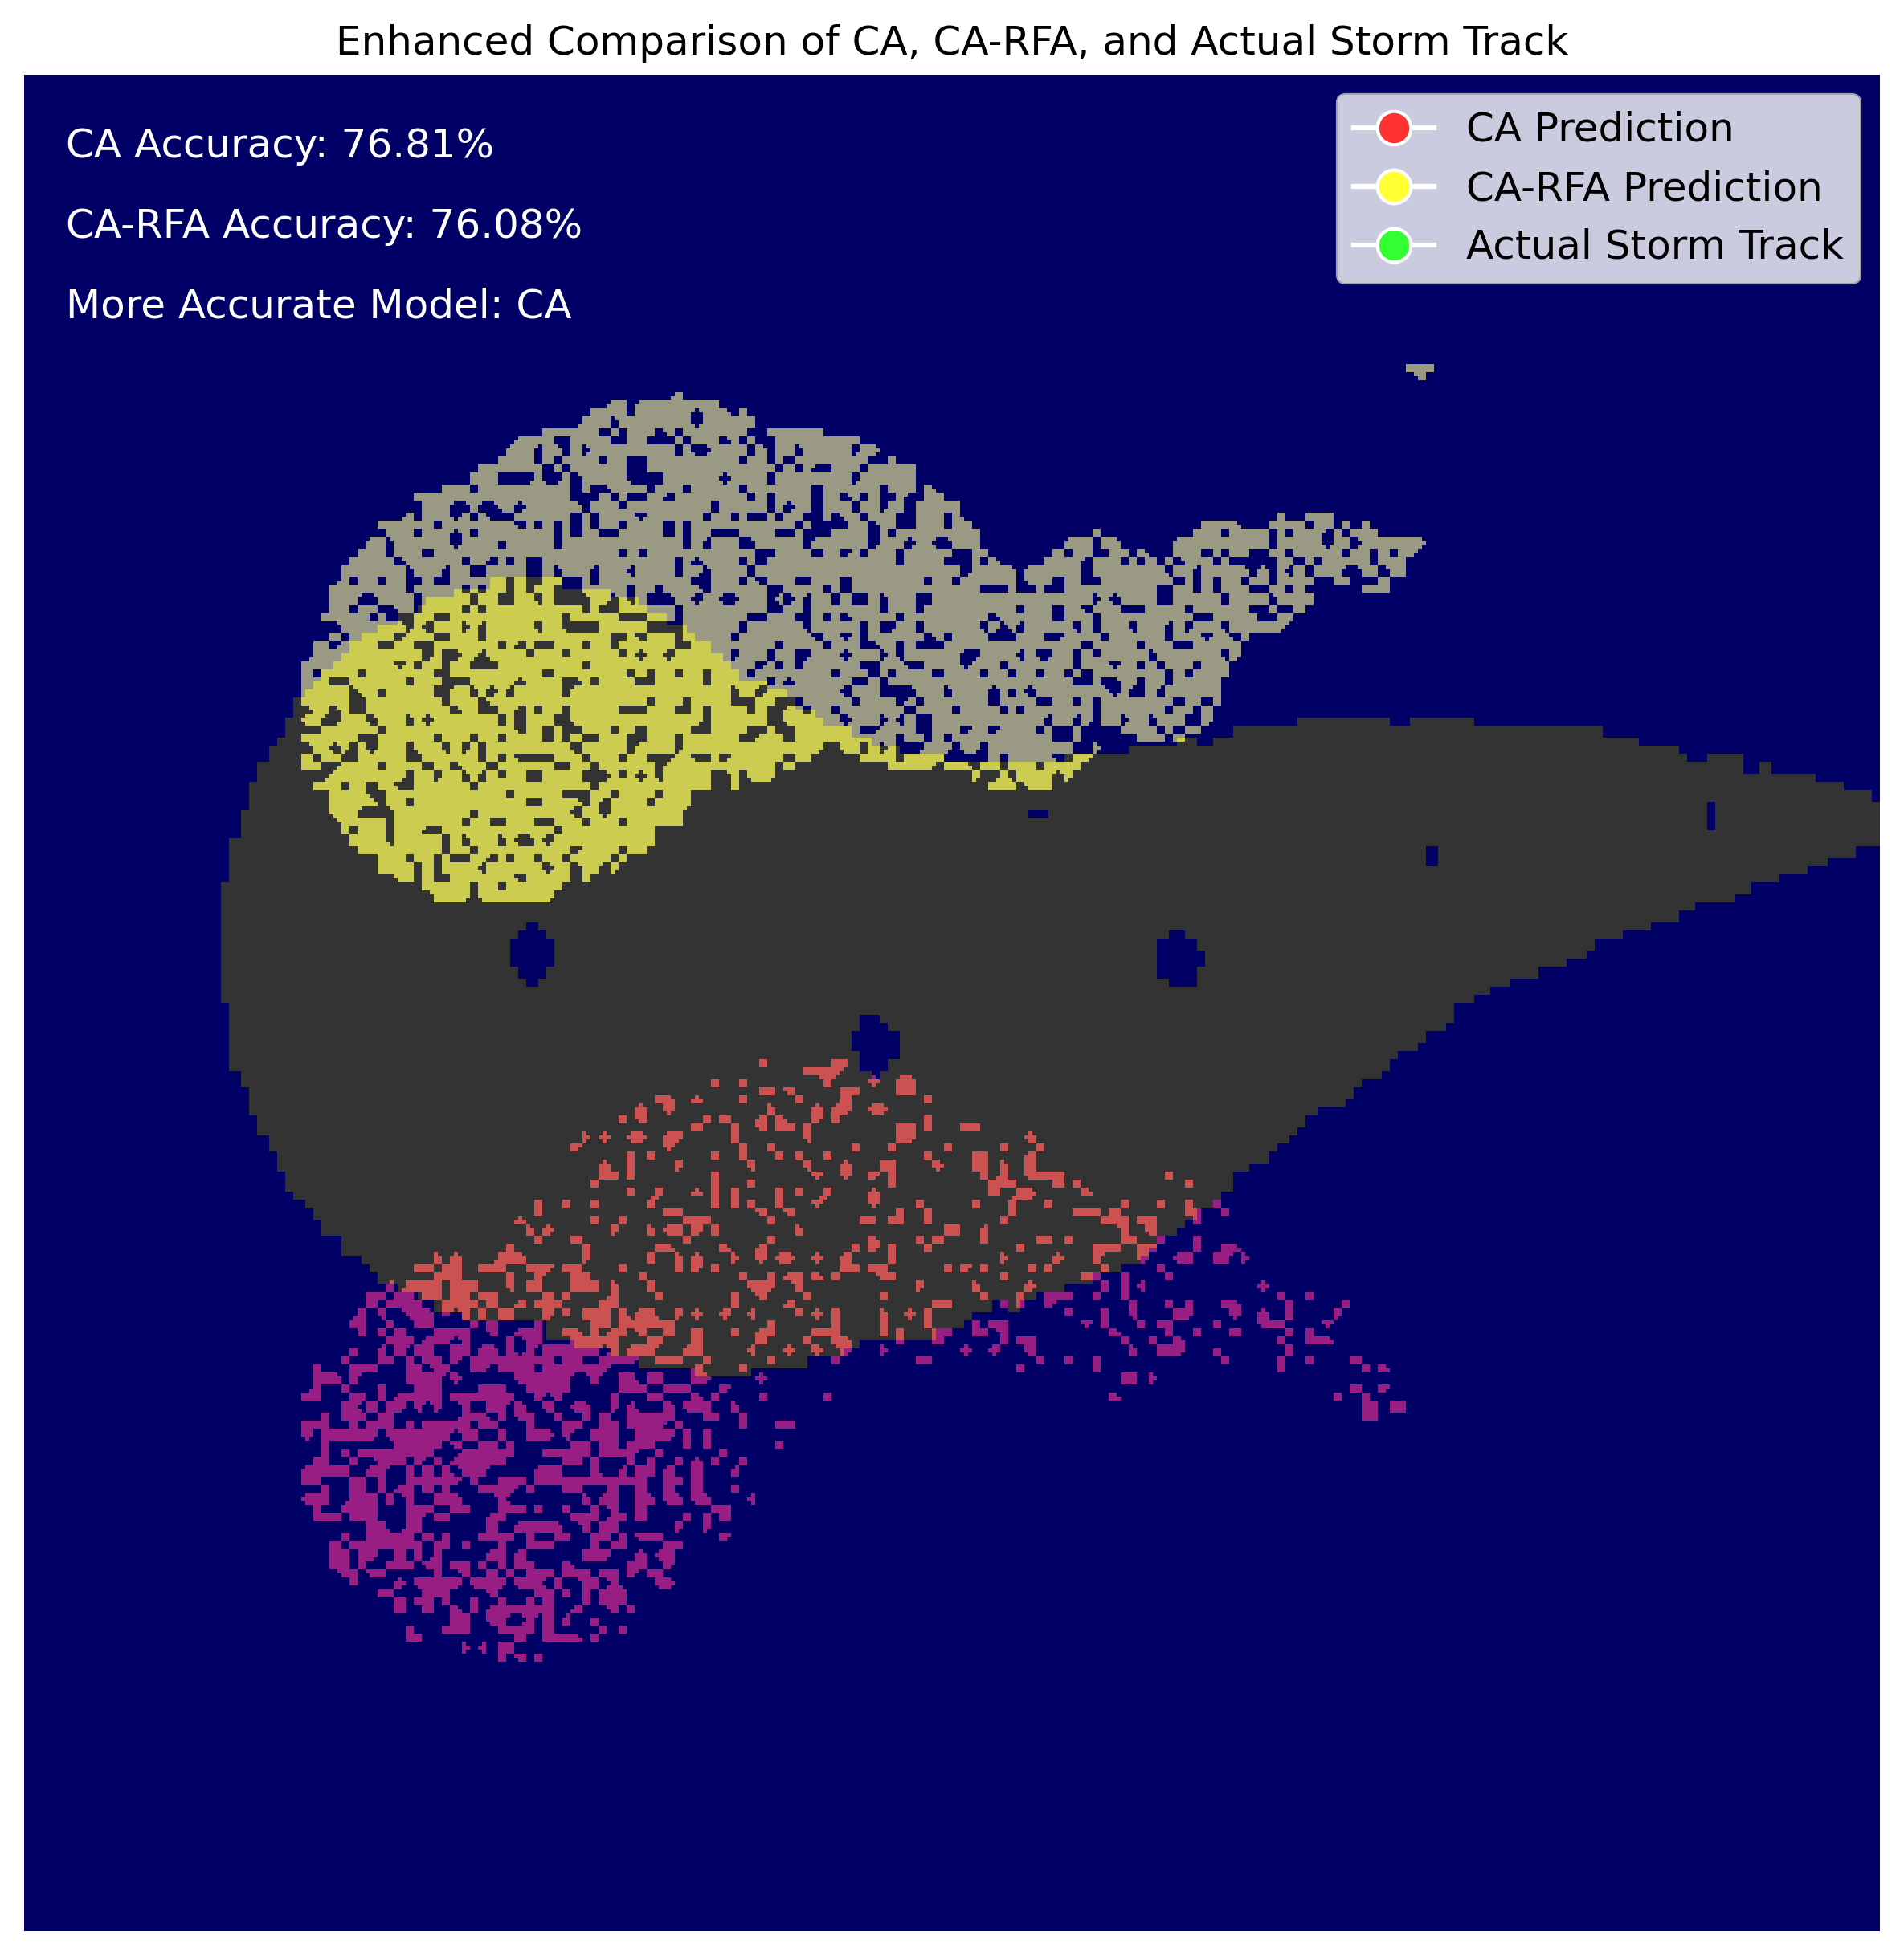 Enhanced Comparison of CA, CA-RFA, and Actual Storm Track
CA Accuracy: 76.81%
CA-RFA Accuracy: 76.08%
More Accurate Model: CA
CA Prediction
CA-RFA Prediction
Actual Storm Track